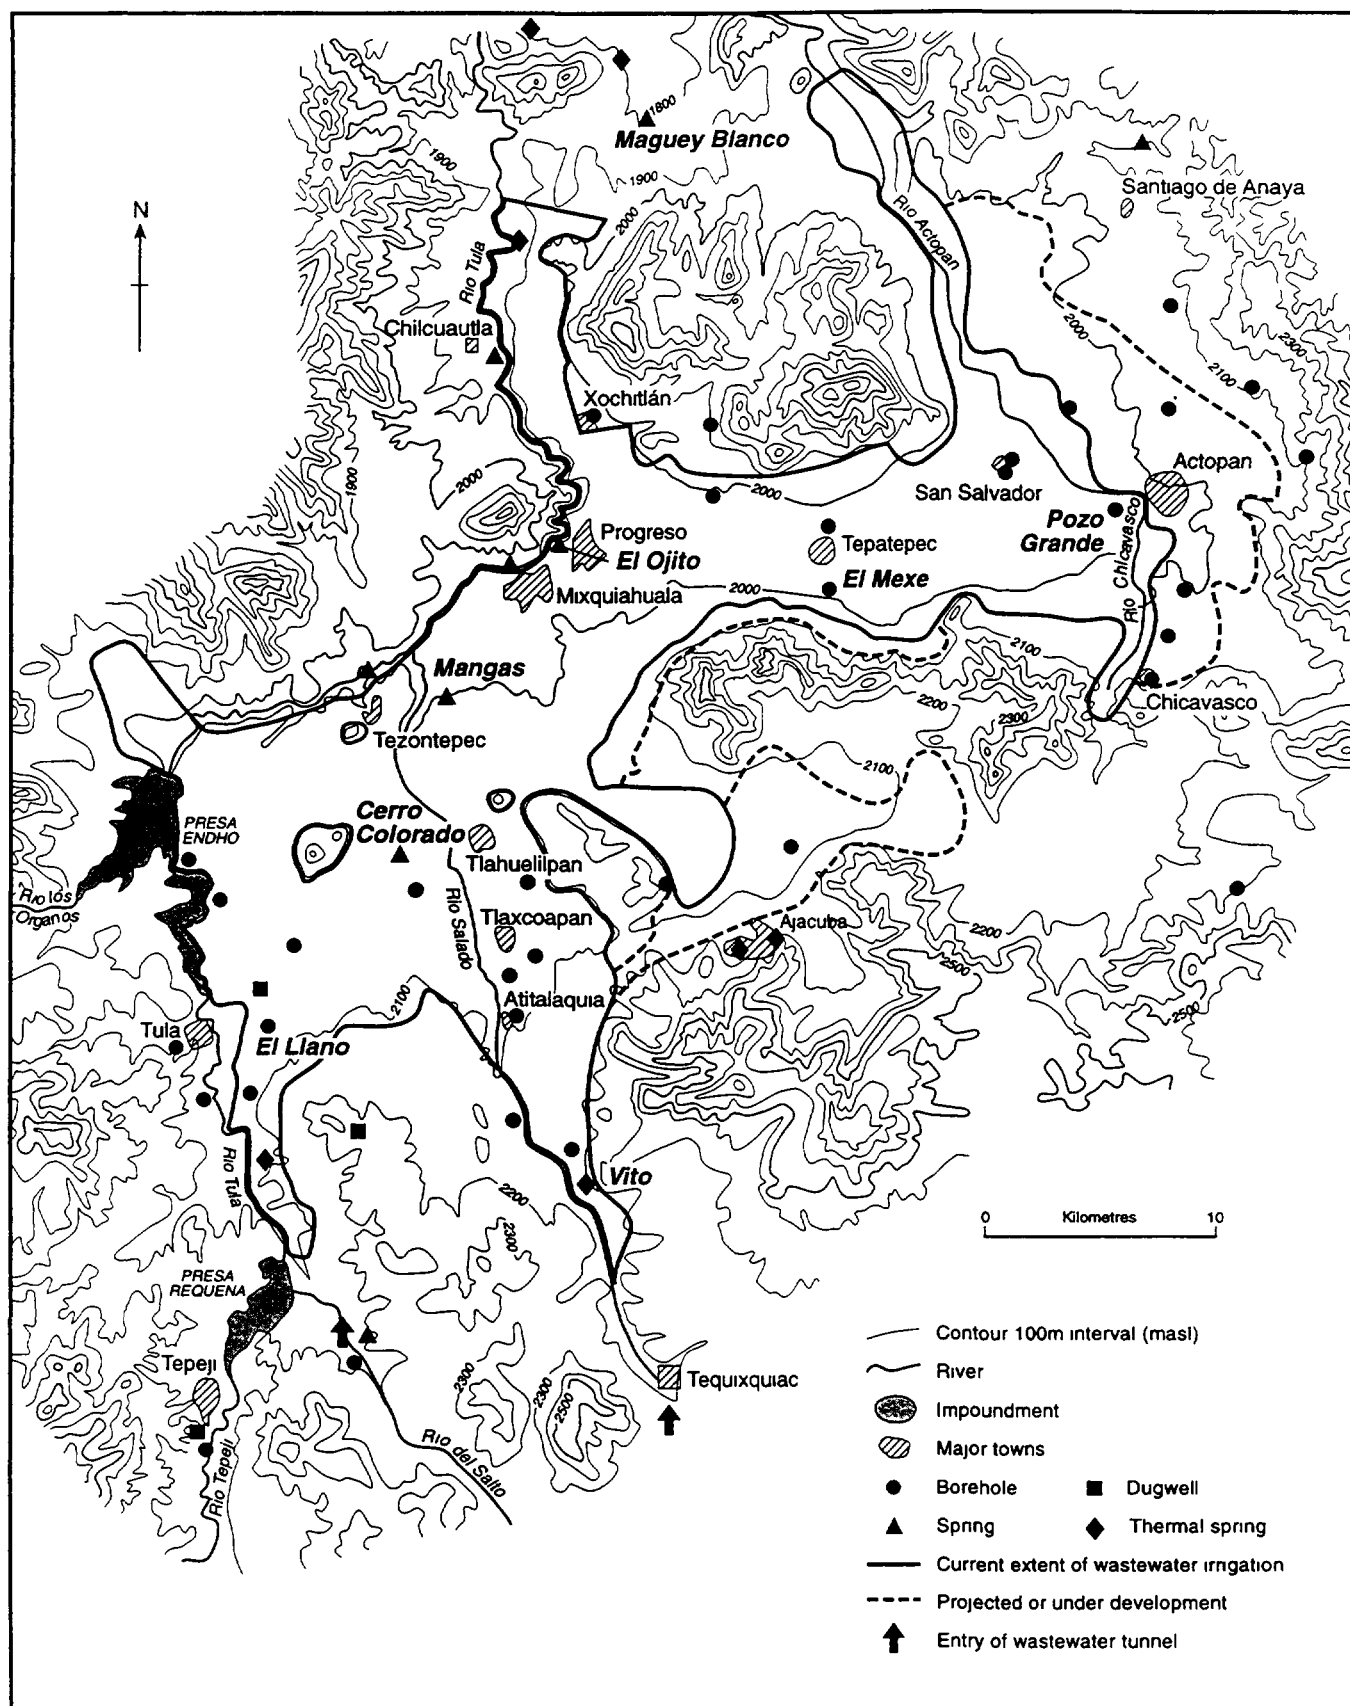 1800
Maguey Blanco
1900
1900
Santiago de Anaya
N
2000
Rio Actopan
Rio Tula
Chilcuautla
2000
2300
2100
Xochitlán
2000
1900
2000
Actopan
San Salvador
Pozo
Grande
Progreso
El Ojito
Tepatepec
El Mexe
Mixquiahuala
2000
Rio Chicavasco
2100
Mangas
2200
2300
Chicavasco
Tezontepec
2100
Cerro
Colorado
PRESA
ENDHO
Tlahuelilpan
Rio los
Organos
Rio Salado
Tlaxcoapan
Ajacuba
2200
2500
2100
Atitalaquia
2500
Tula
El Llano
Rio Tula
Vito
2200
2300
0 Kilometres 10
PRESA
REQUENA
Contour 100m interval (masl)
Tepeji
River
Tequixquiac
2300
2300
2500
Impoundment
Rio del Salto
Major towns
Rio Tepeji
Borehole
Dugwell
Spring
Thermal spring
Current extent of wastewater irrigation
Projected or under development
Entry of wastewater tunnel